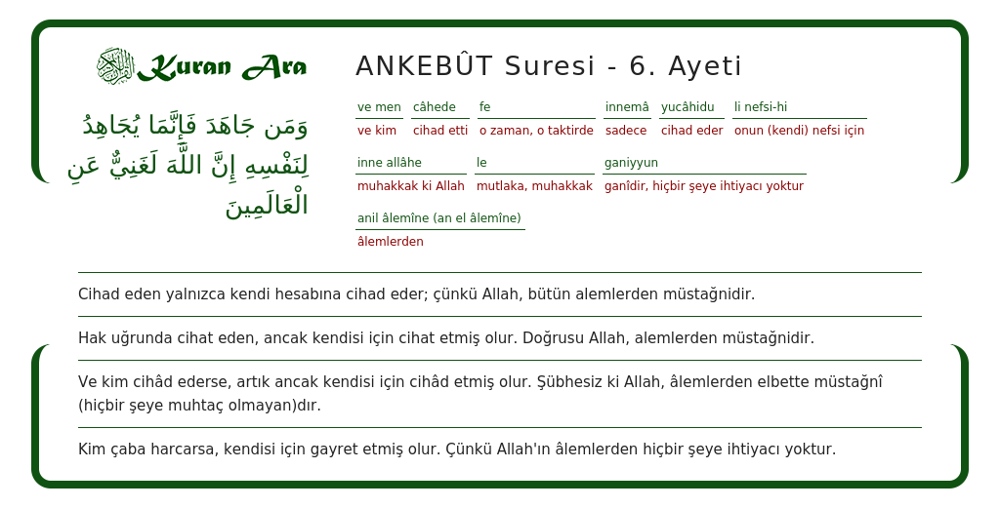 Kuran Ara
وَمَن جَاهَدَ فَإِنَّمَا يُجَاهِدُ
لِنَفْسِهِ إِنَّ اللَّهَ لَغَنِيٌّ عَنِ
الْعَالَمِينَ
ANKEBÛT Suresi - 6. Ayeti
ve men câhede fe innemâ yucâhidu li nefsi-hi
ve kim cihad etti o zaman, o taktirde sadece cihad eder onun (kendi) nefsi için
inne allâhe le ganiyyun
muhakkak ki Allah mutlaka, muhakkak ganîdir, hiçbir şeye ihtiyacı yoktur
anil âlemîne (an el âlemîne)
âlemlerden
Cihad eden yalnızca kendi hesabına cihad eder; çünkü Allah, bütün alemlerden müstağnidir.
Hak uğrunda cihat eden, ancak kendisi için cihat etmiş olur. Doğrusu Allah, alemlerden müstağnidir.
Ve kim cihâd ederse, artık ancak kendisi için cihâd etmiş olur. Şübhesiz ki Allah, âlemlerden elbette müstağnî
(hiçbir şeye muhtaç olmayan)dır.
Kim çaba harcarsa, kendisi için gayret etmiş olur. Çünkü Allah'ın âlemlerden hiçbir şeye ihtiyacı yoktur.